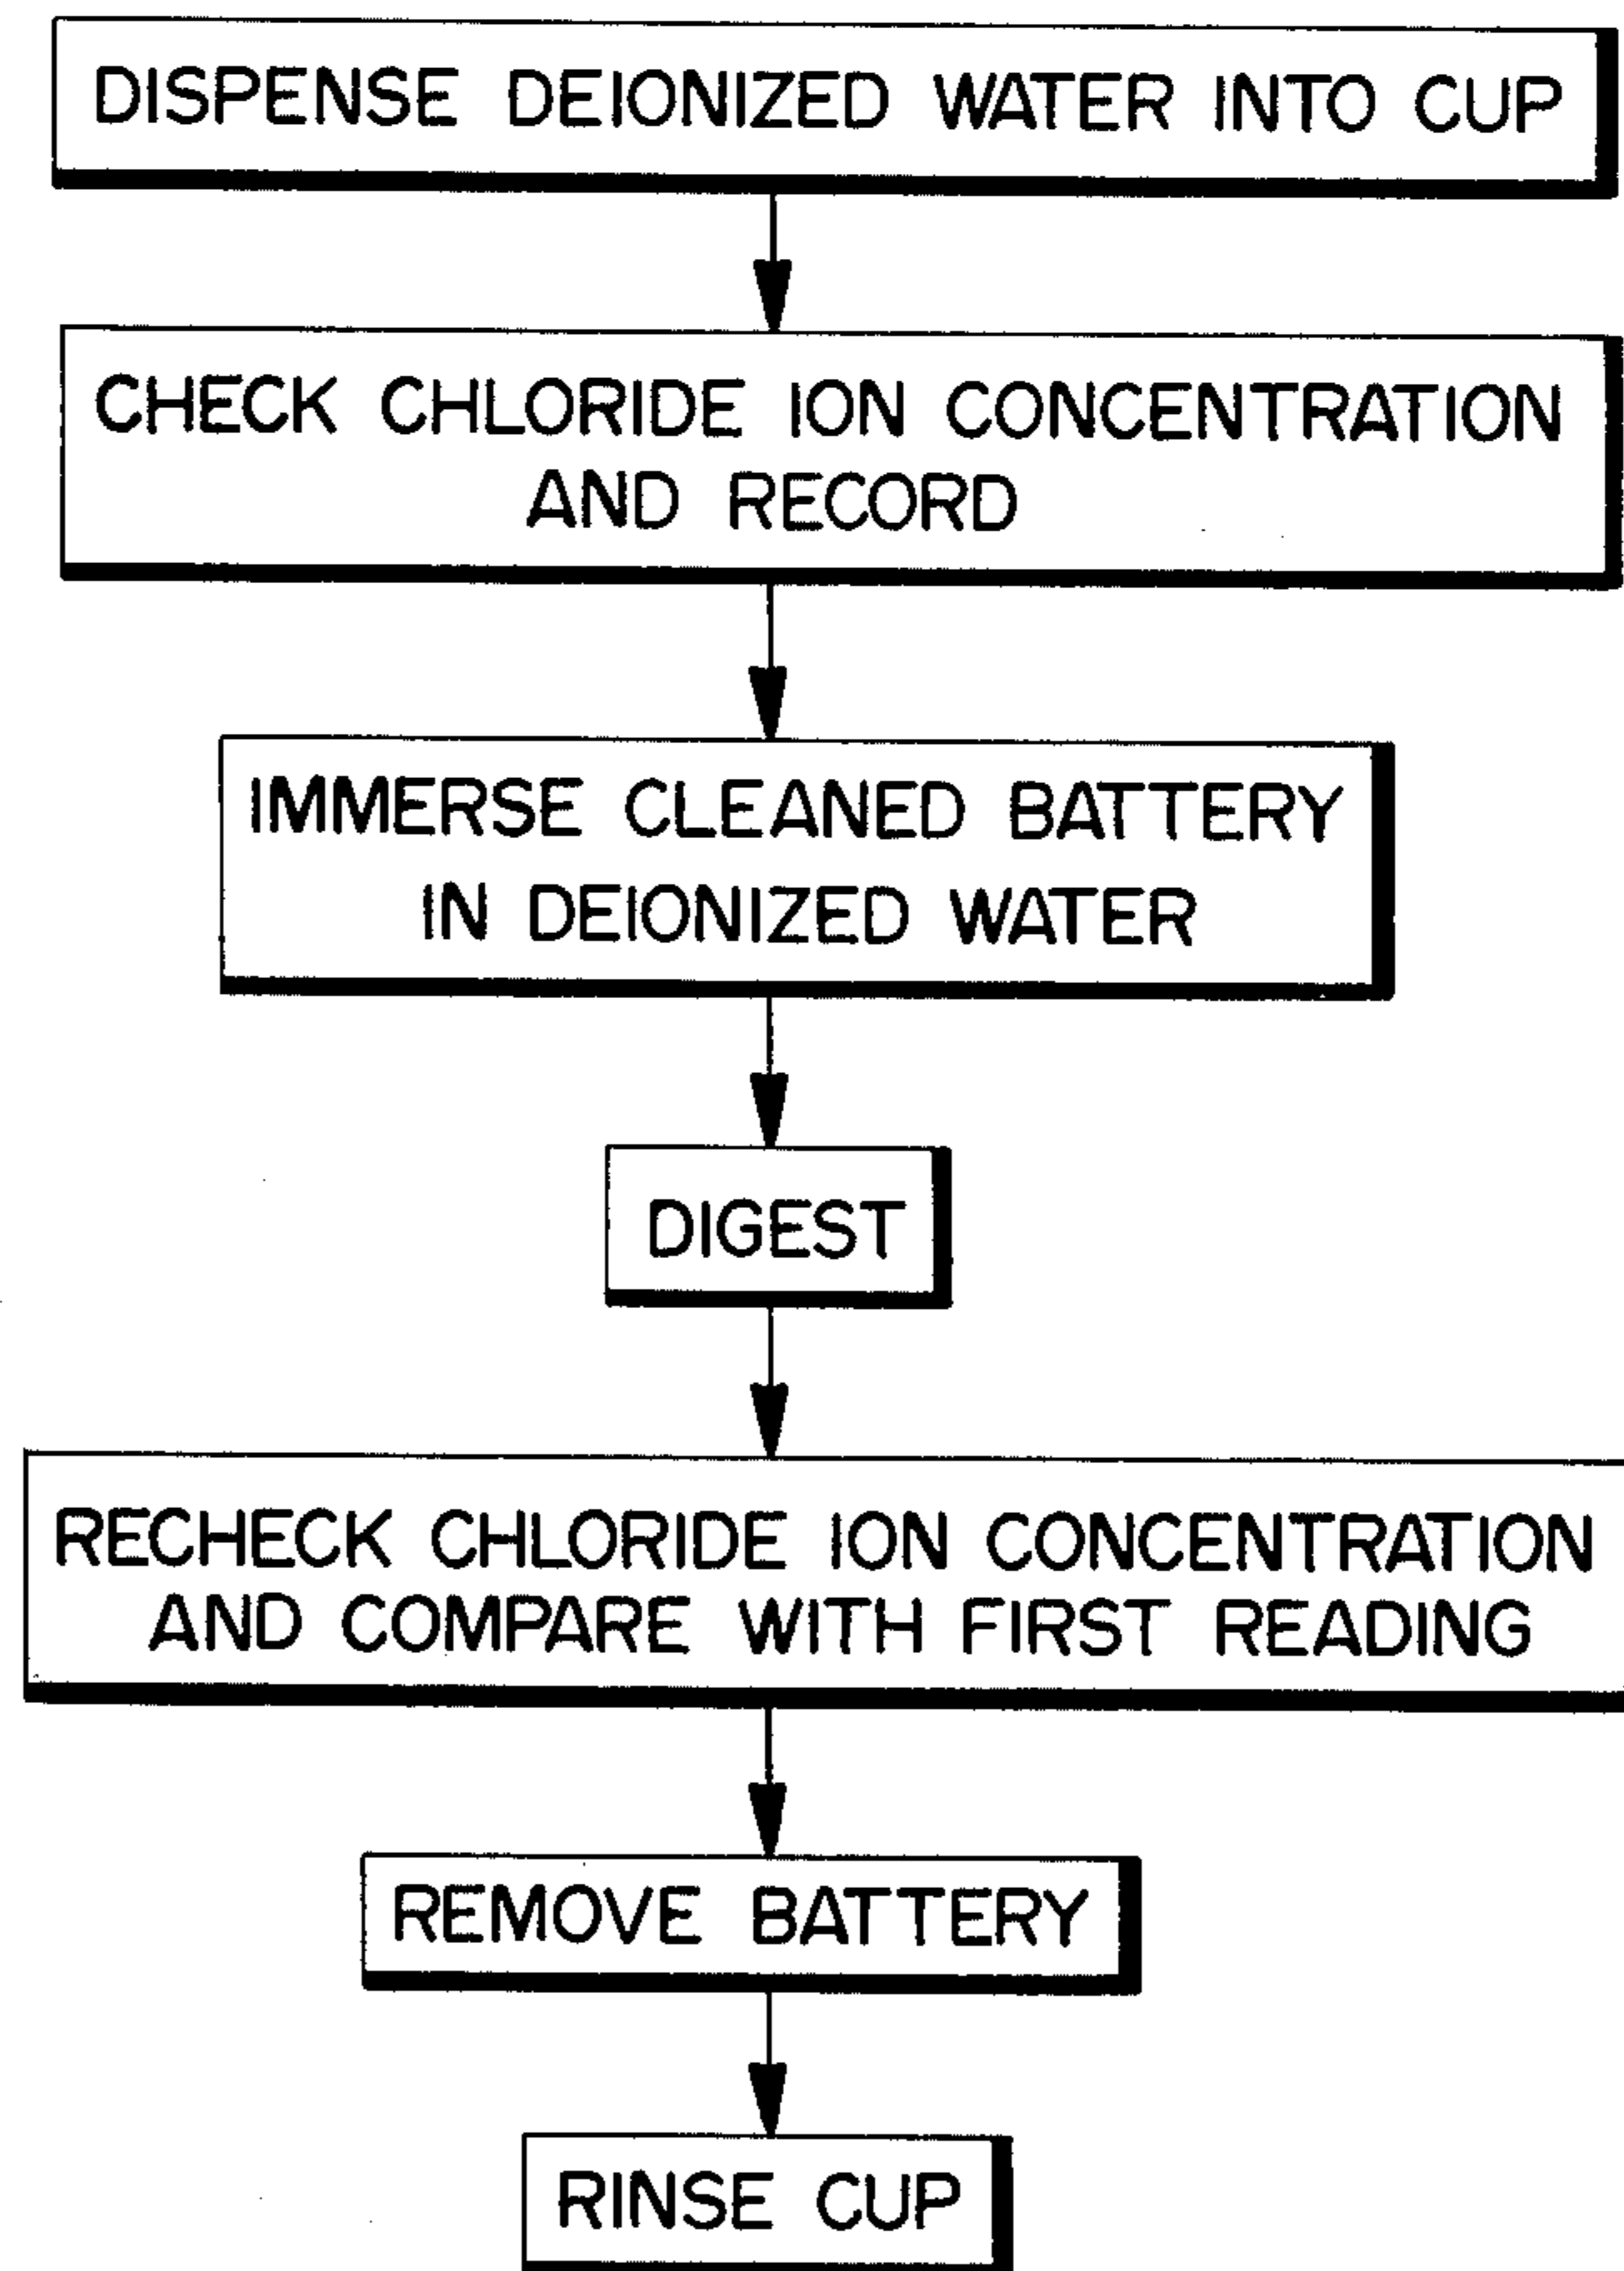 DISPENSE DEIONIZED WATER INTO CUP
CHECK CHLORIDE ION CONCENTRATION
AND RECORD
IMMERSE CLEANED BATTERY
IN DEIONIZED WATER
DIGEST
RECHECK CHLORIDE ION CONCENTRATION
AND COMPARE WITH FIRST READING
REMOVE BATTERY
RINSE CUP